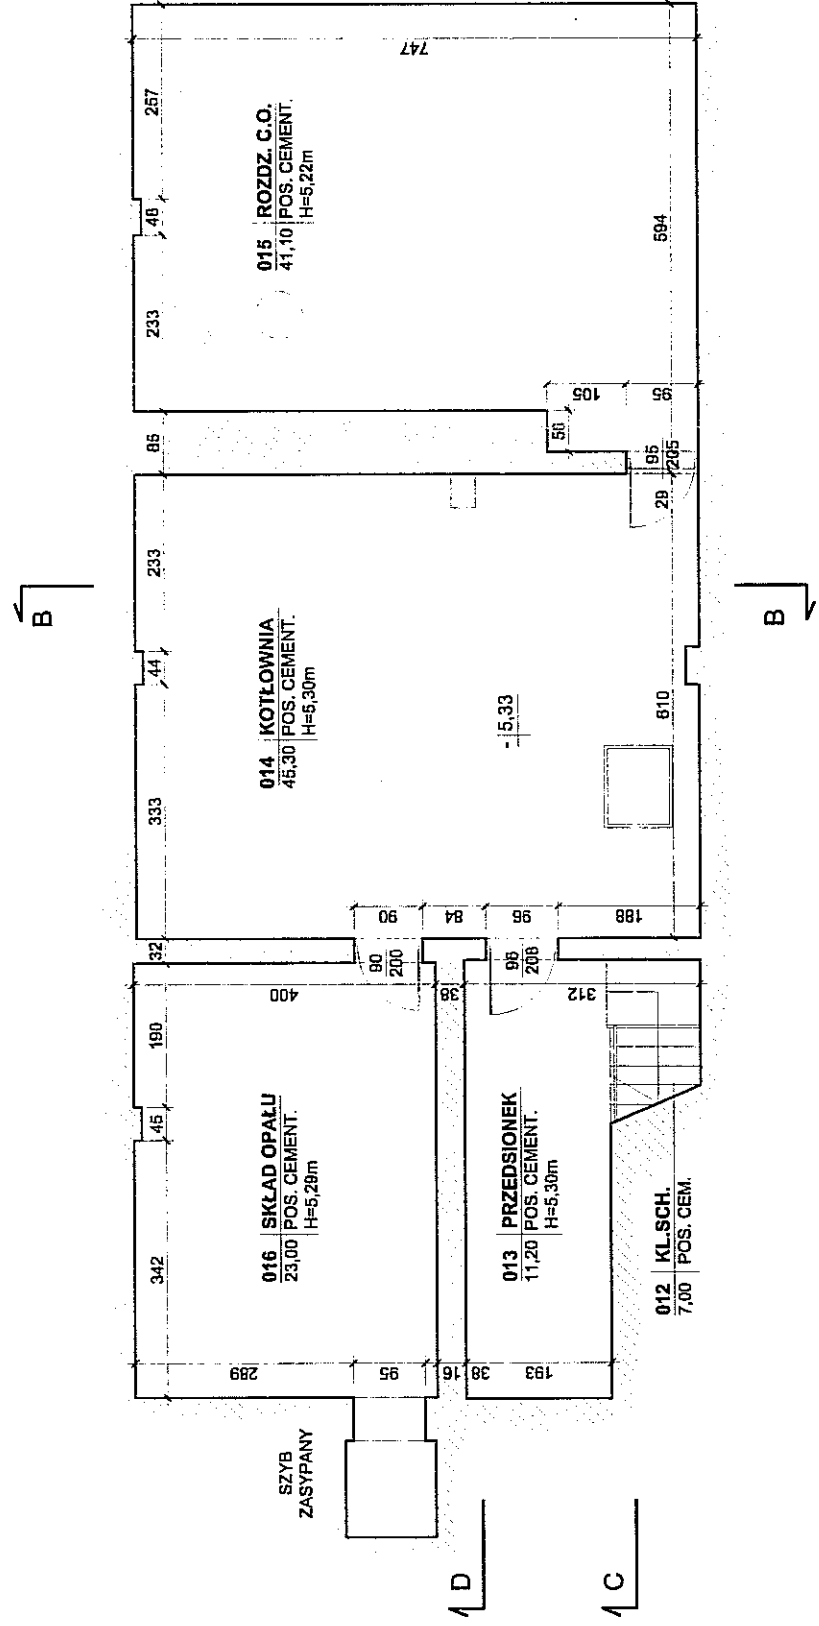 B
B
D
C
015 ROZDZ. C.O.
41,10 POS. CEMENT.
H=5,22m
014 KOTŁOWNIA
45,30 POS. CEMENT.
H=5,30m
- 5,33
016 SKŁAD OPAŁU
23,00 POS. CEMENT.
H=5,29m
013 PRZEDSIONEK
11,20 POS. CEMENT.
H=5,30m
012 KL.SCH.
7,00 POS. CEM.
SZYB
ZASYPANY
342
45
190
32
333
44
233
85
233
48
257
747
594
105
95
56
95
205
29
810
90
84
96
188
90
200
96
208
400
38
312
289
95
16
38
193